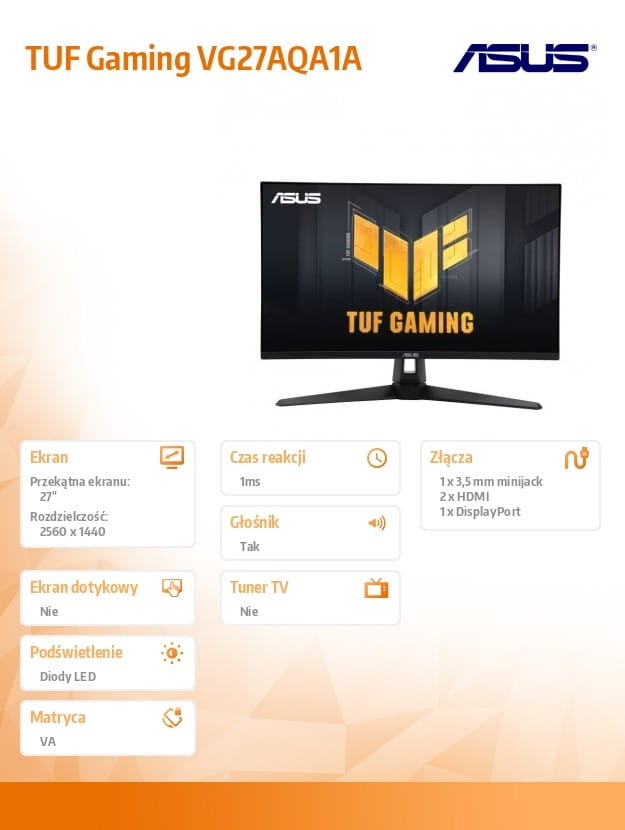 TUF Gaming VG27AQA1A
ASUS®
ASUS
TUF GAMING
ASUS
Ekran
Przekątna ekranu:
27"
Rozdzielczość:
2560 x 1440
Czas reakcji
1ms
Złącza
1 x 3,5 mm minijack
2 x HDMI
1 x DisplayPort
Głośnik
Tak
Ekran dotykowy
Nie
Tuner TV
Nie
Podświetlenie
Diody LED
Matryca
VA